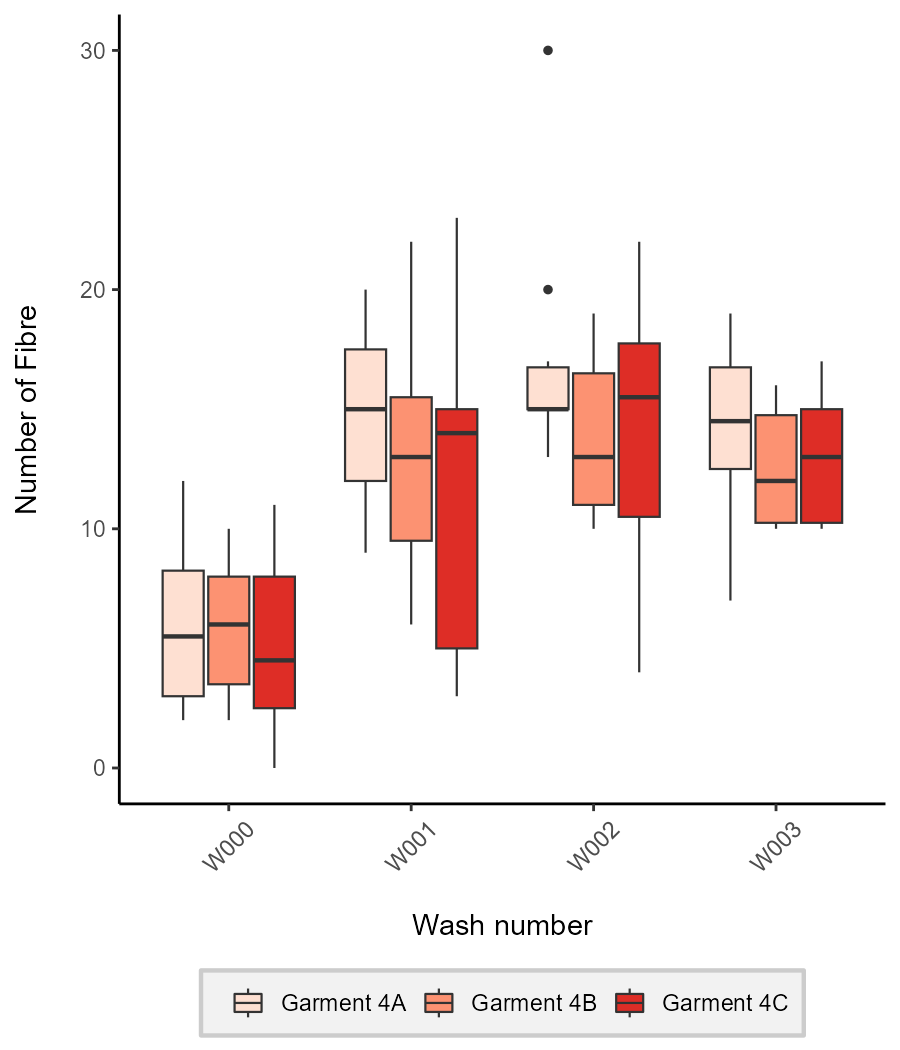 30
20
10
0
Number of Fibre
W000 W001 W002 W003
Wash number
Garment 4A Garment 4B Garment 4C